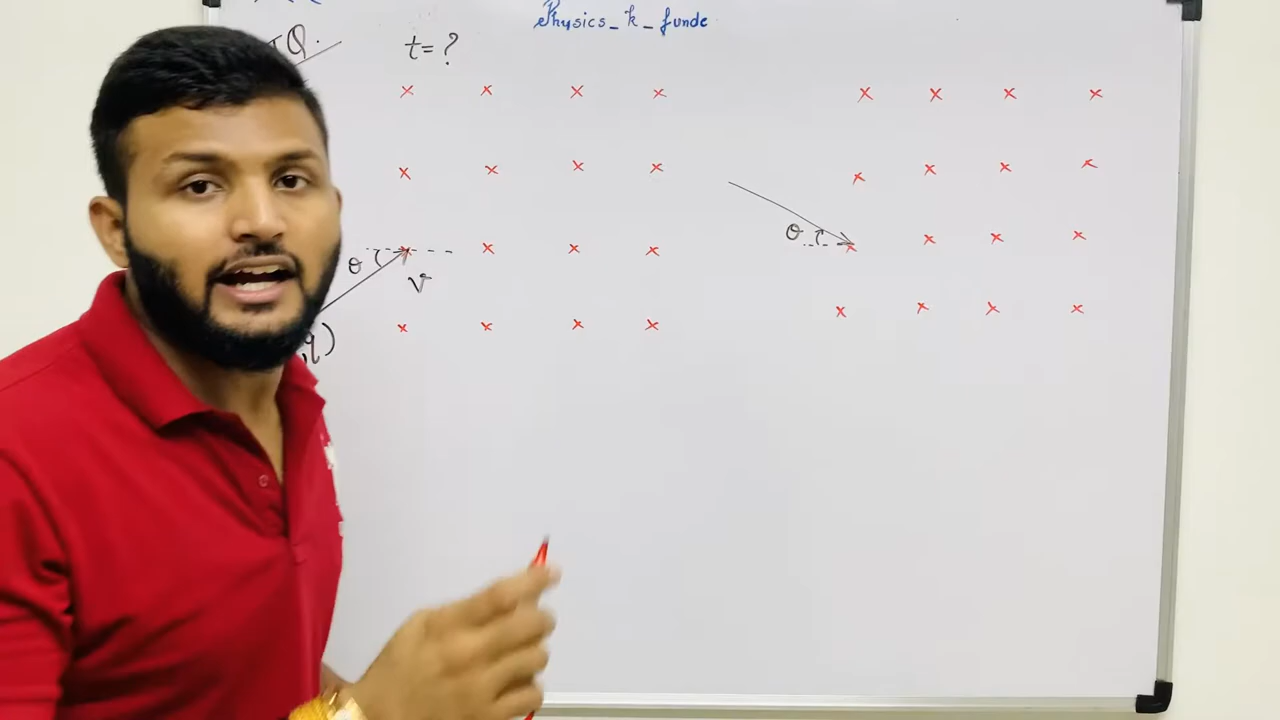 Physics_k_funde
Q.
t= ?
θ
v
,q)
θ